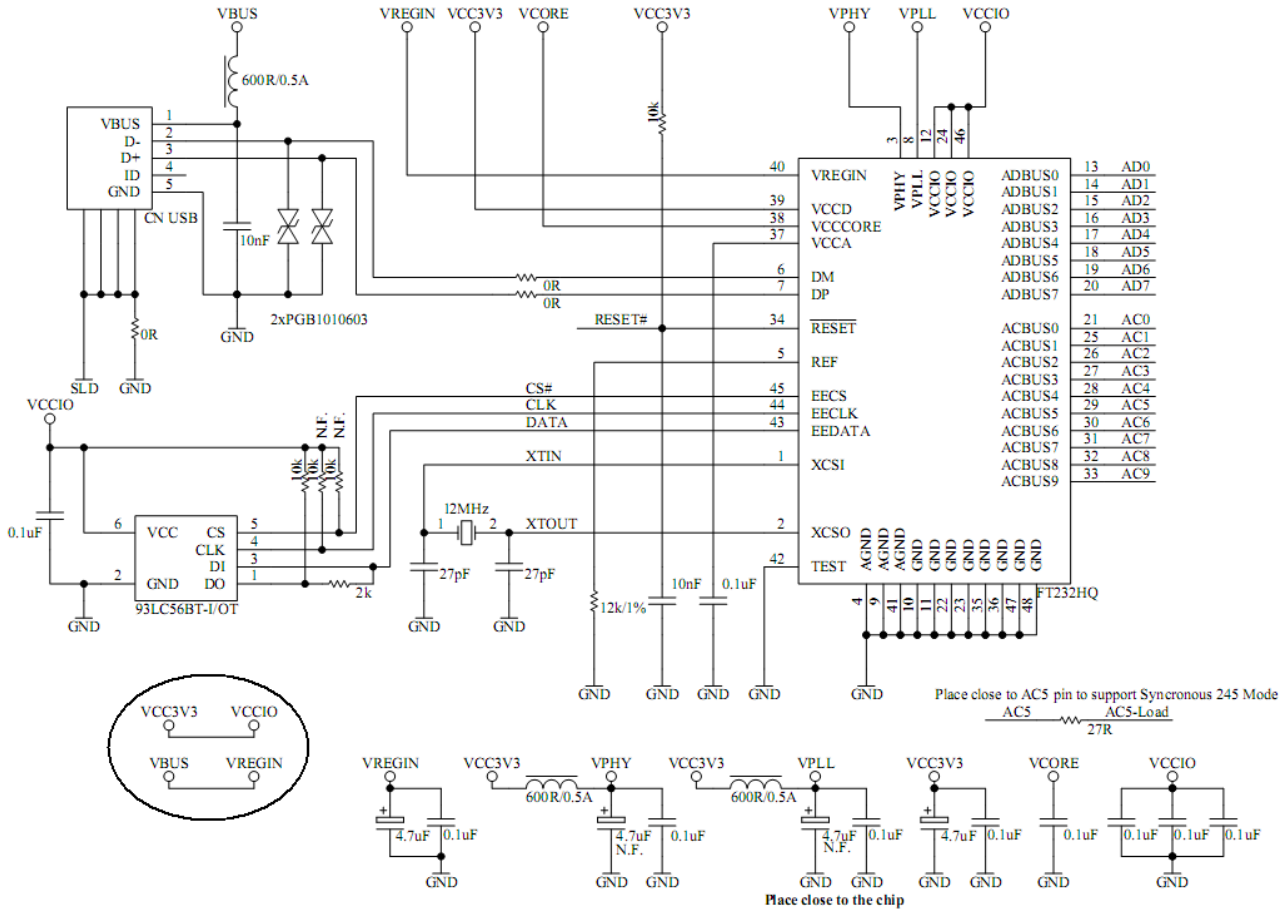 VBUS
VREGIN
VCC3V3
VCORE
VCC3V3
VPHY
VPLL
VCCIO
600R/0.5A
10k
VBUS 1
D- 2
D+ 3
ID 4
GND 5
CN USB
10nF
2xPGB1010603
0R
SLD
GND
GND
3
8
12
24
46
VPHY
VPLL
VCCIO
VCCIO
VCCIO
40 VREGIN
39 VCCD
38 VCCCORE
37 VCCA
6 DM
7 DP
34 RESET
5 REF
45 EECS
44 EECLK
43 EEDATA
1 XCSI
2 XCSO
42 TEST
0R
0R
RESET#
CS#
CLK
DATA
XTIN
XTOUT
ADBUS0 13 AD0
ADBUS1 14 AD1
ADBUS2 15 AD2
ADBUS3 16 AD3
ADBUS4 17 AD4
ADBUS5 18 AD5
ADBUS6 19 AD6
ADBUS7 20 AD7
ACBUS0 21 AC0
ACBUS1 25 AC1
ACBUS2 26 AC2
ACBUS3 27 AC3
ACBUS4 28 AC4
ACBUS5 29 AC5
ACBUS6 30 AC6
ACBUS7 31 AC7
ACBUS8 32 AC8
ACBUS9 33 AC9
AGND
AGND
AGND
GND
GND
GND
GND
GND
GND
GND
GND
4
9
41
10
11
22
23
35
36
47
48
FT232HQ
VCCIO
N.F.
N.F.
10k
10k
10k
0.1uF
6 VCC
2 GND
CS 5
CLK 4
DI 3
DO 1
93LC56BT-I/OT
2k
GND
12MHz
1
2
27pF
27pF
GND
GND
12k/1%
10nF
0.1uF
GND
GND
GND
GND
GND
Place close to AC5 pin to support Syncronous 245 Mode
AC5
AC5-Load
27R
VCC3V3
VCCIO
VBUS
VREGIN
VREGIN
4.7uF
0.1uF
GND
VCC3V3
VPHY
600R/0.5A
4.7uF
N.F.
0.1uF
GND
GND
VCC3V3
VPLL
600R/0.5A
4.7uF
N.F.
0.1uF
GND
GND
VCC3V3
4.7uF
0.1uF
GND
GND
VCORE
0.1uF
GND
VCCIO
0.1uF
0.1uF
0.1uF
GND
Place close to the chip